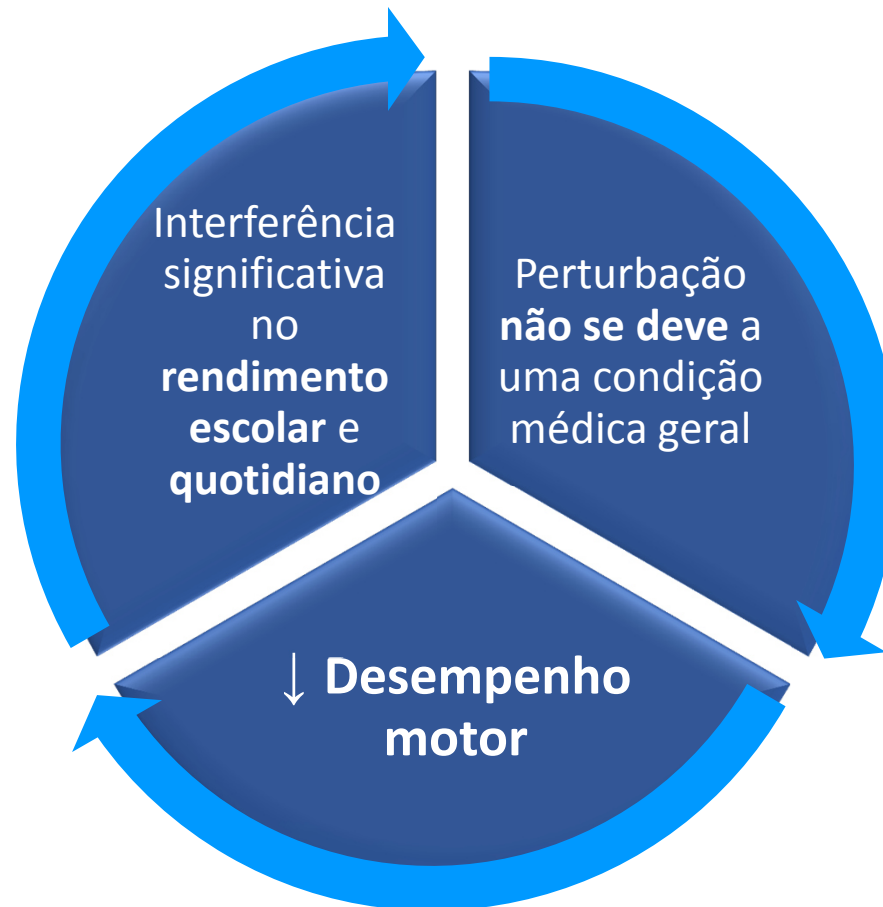 Interferência
significativa
no
rendimento
escolar e
quotidiano
Perturbação
não se deve a
uma condição
médica geral
↓ Desempenho
motor